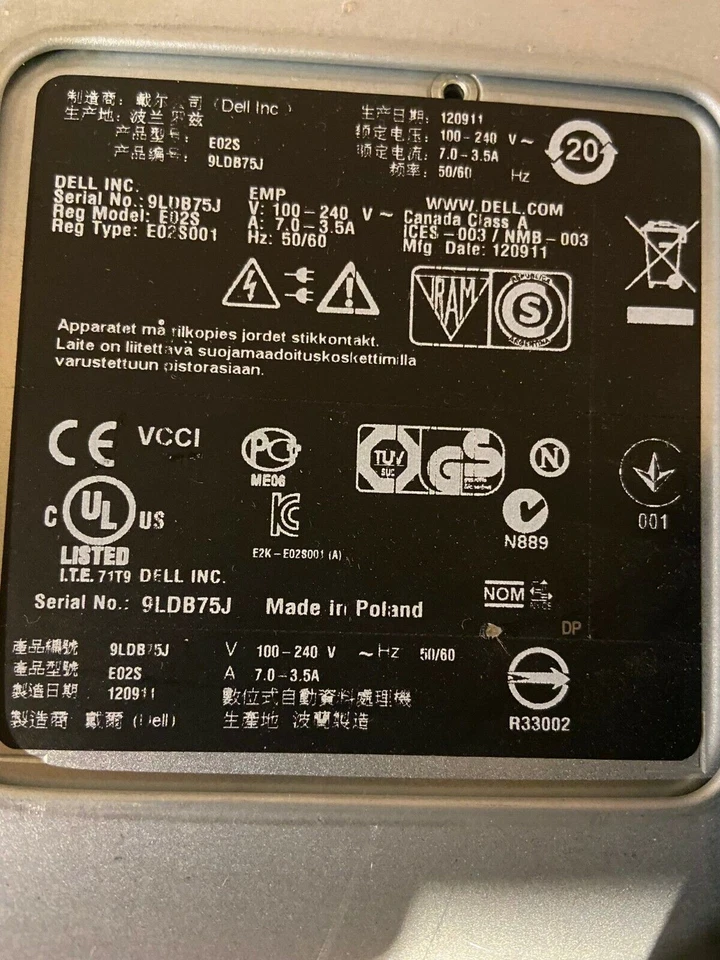 制造商: 戴尔公司 (Dell Inc )
生产地: 波兰罗兹
产品型号: E02S
产品编号: 9LDB75J
生产日期: 120911
额定电压: 100-240 V~
额定电流: 7.0-3.5A
频率: 50/60 Hz
20
DELL INC.
Serial No.: 9LDB75J
Reg Model: E02S
Reg Type: E02S001
EMP
V: 100-240 V~
A: 7.0-3.5A
Hz: 50/60
WWW.DELL.COM
Canada Class A
ICES-003 / NMB-003
Mfg Date: 120911
IRAM
S
ARGENTINA
Apparatet må tilkoples jordet stikkontakt.
Laite on liitettävä suojamaadoituskoskettimilla
varustettuun pistorasiaan.
CE VCCI
ME06
TUV
SUD
GS
N
001
C UL US
LISTED
I.T.E. 71T9 DELL INC.
KC
E2K-E02S001 (A)
N889
Serial No.: 9LDB75J Made in Poland
NOM
DP
產品編號 9LDB75J V 100-240 V ~Hz 50/60
產品型號 E02S A 7.0-3.5A
製造日期 120911 數位式自動資料處理機
製造商 戴爾 (Dell) 生產地 波蘭製造
R33002